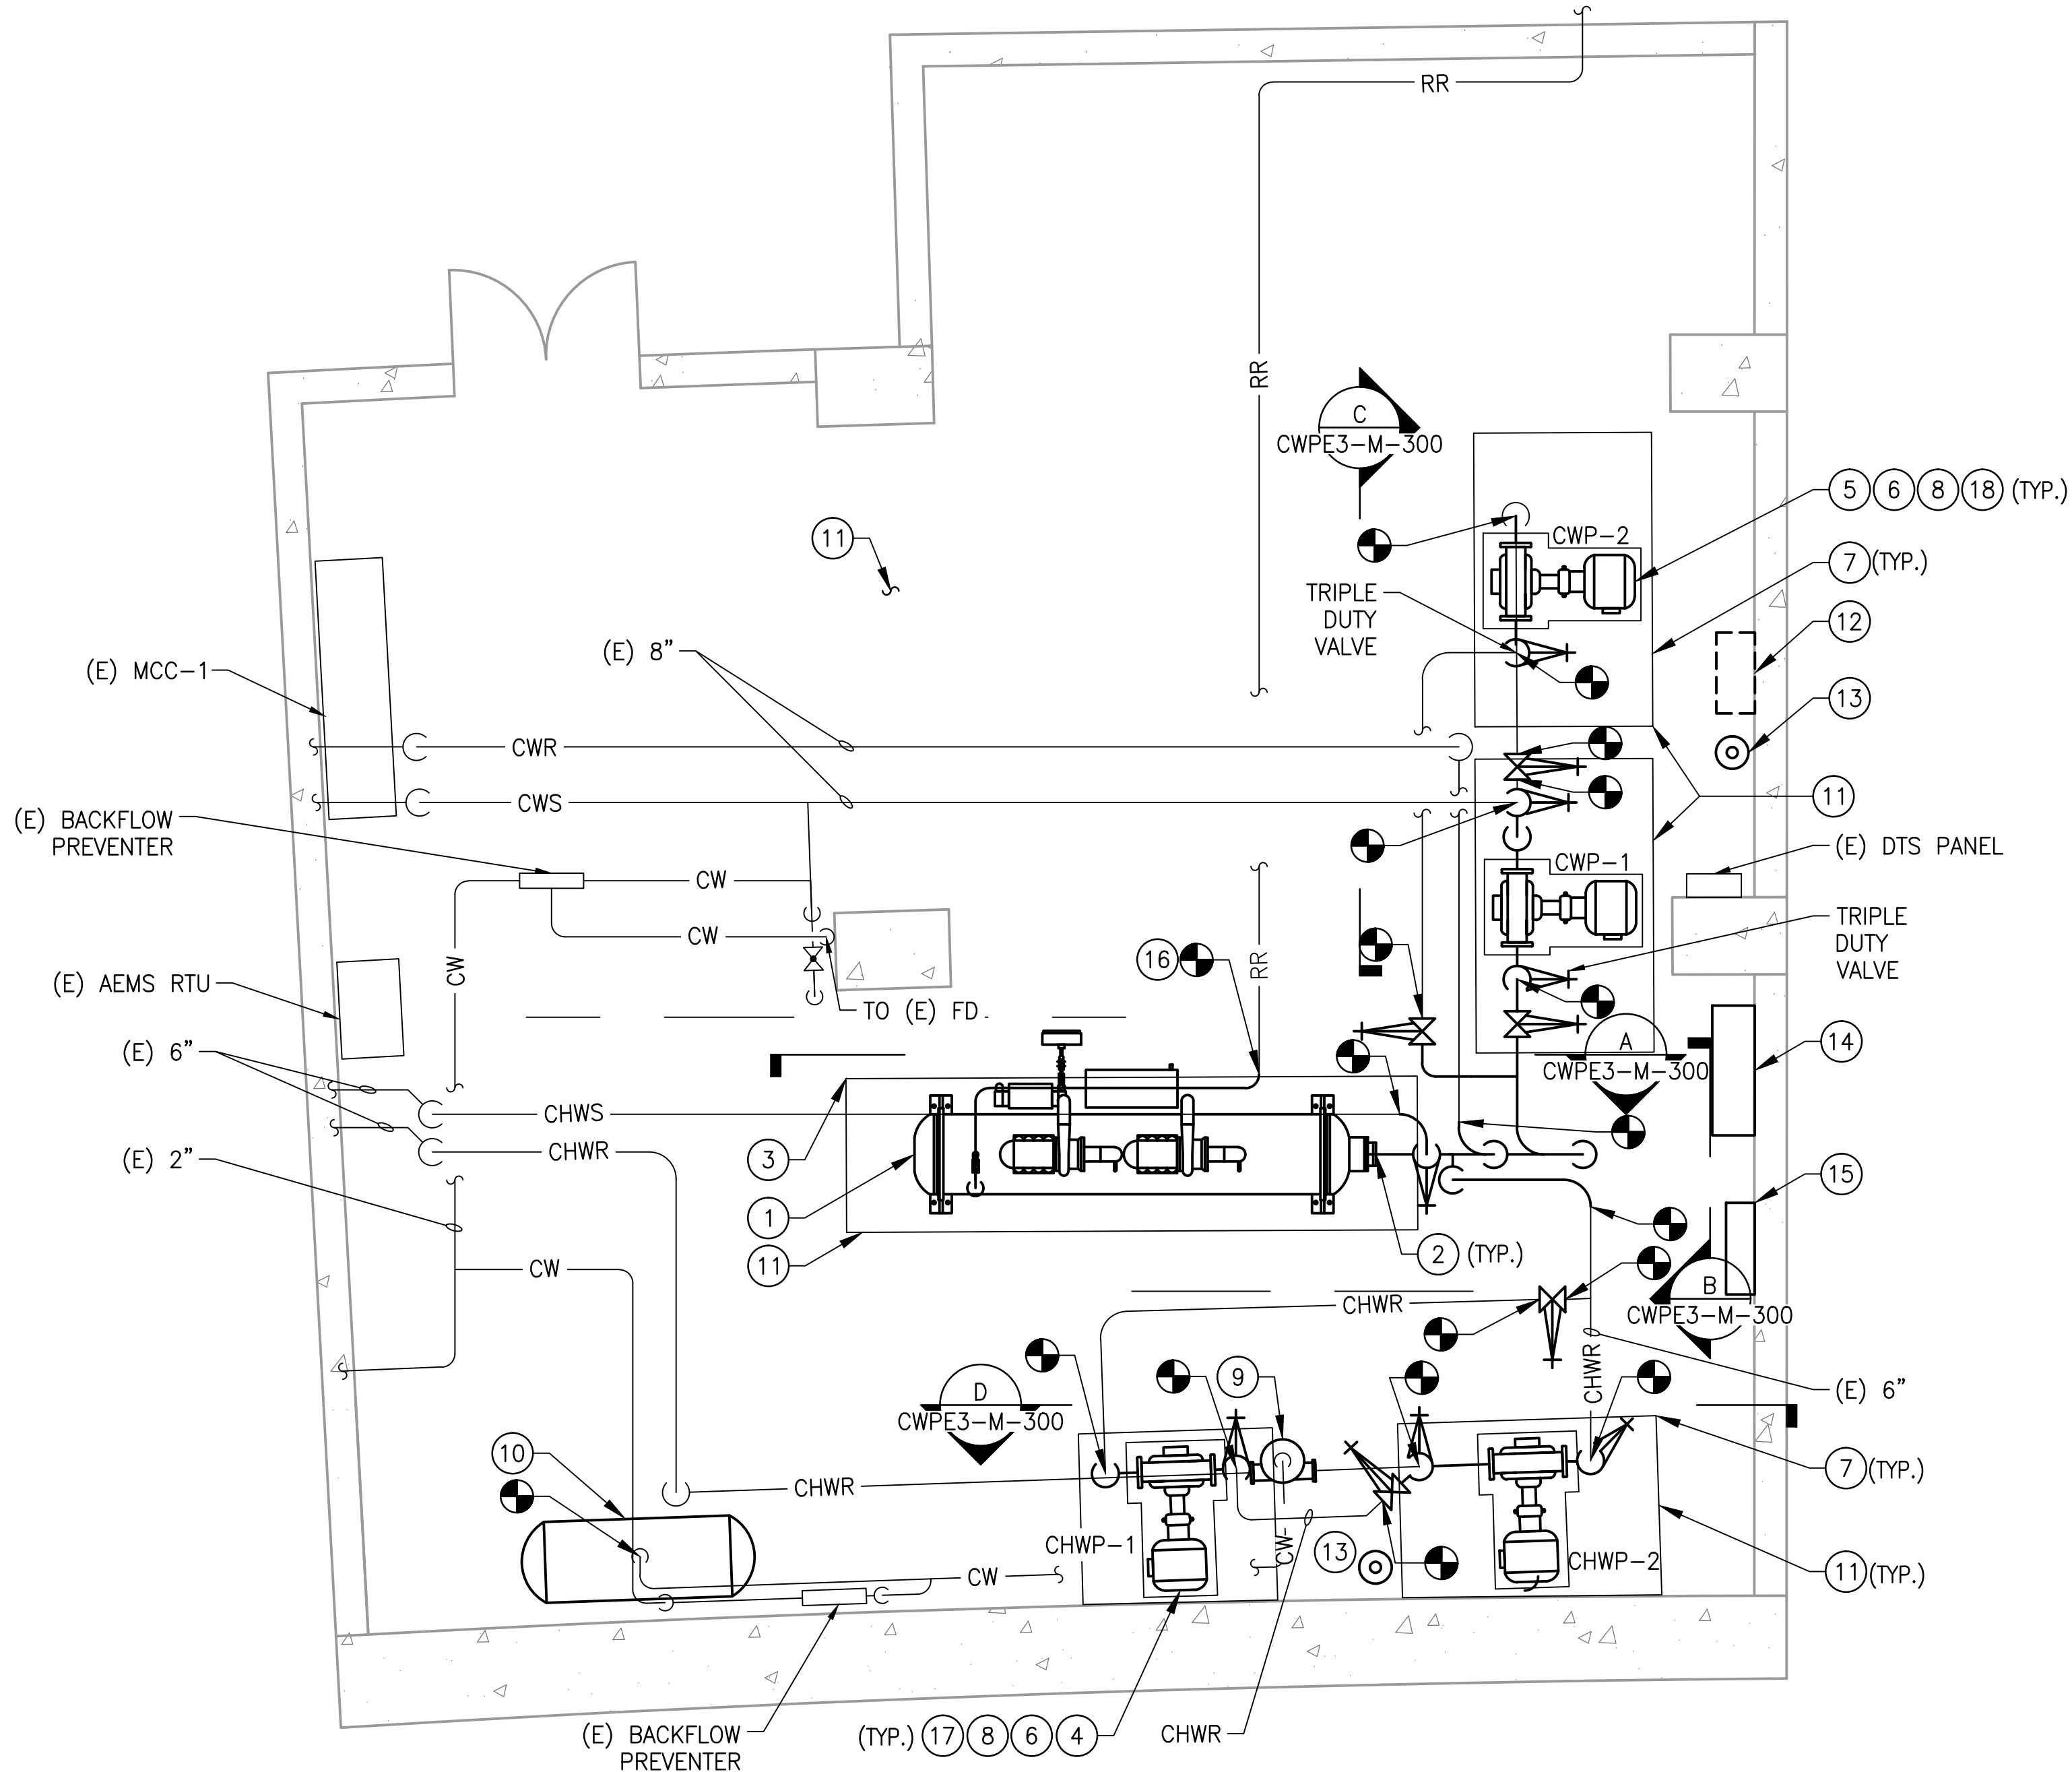 RR
RR
C
CWPE3-M-300
5 6 8 18 (TYP.)
11
CWP-2
7 (TYP.)
TRIPLE
DUTY
VALVE
12
(E) 8"
(E) MCC-1
13
CWR
CWS
11
(E) BACKFLOW
PREVENTER
(E) DTS PANEL
CWP-1
CW
TRIPLE
DUTY
VALVE
CW
16
RR
CW
(E) AEMS RTU
TO (E) FD
14
A
CWPE3-M-300
(E) 6"
CHWS
CHWR
(E) 2"
3
15
1
2 (TYP.)
11
CW
B
CWPE3-M-300
CHWR
CHWR
9
(E) 6"
D
CWPE3-M-300
10
7 (TYP.)
CHWR
CHWP-1
CW
13
CHWP-2
11 (TYP.)
CW
(E) BACKFLOW
PREVENTER
(TYP.) 17 8 6 4
CHWR